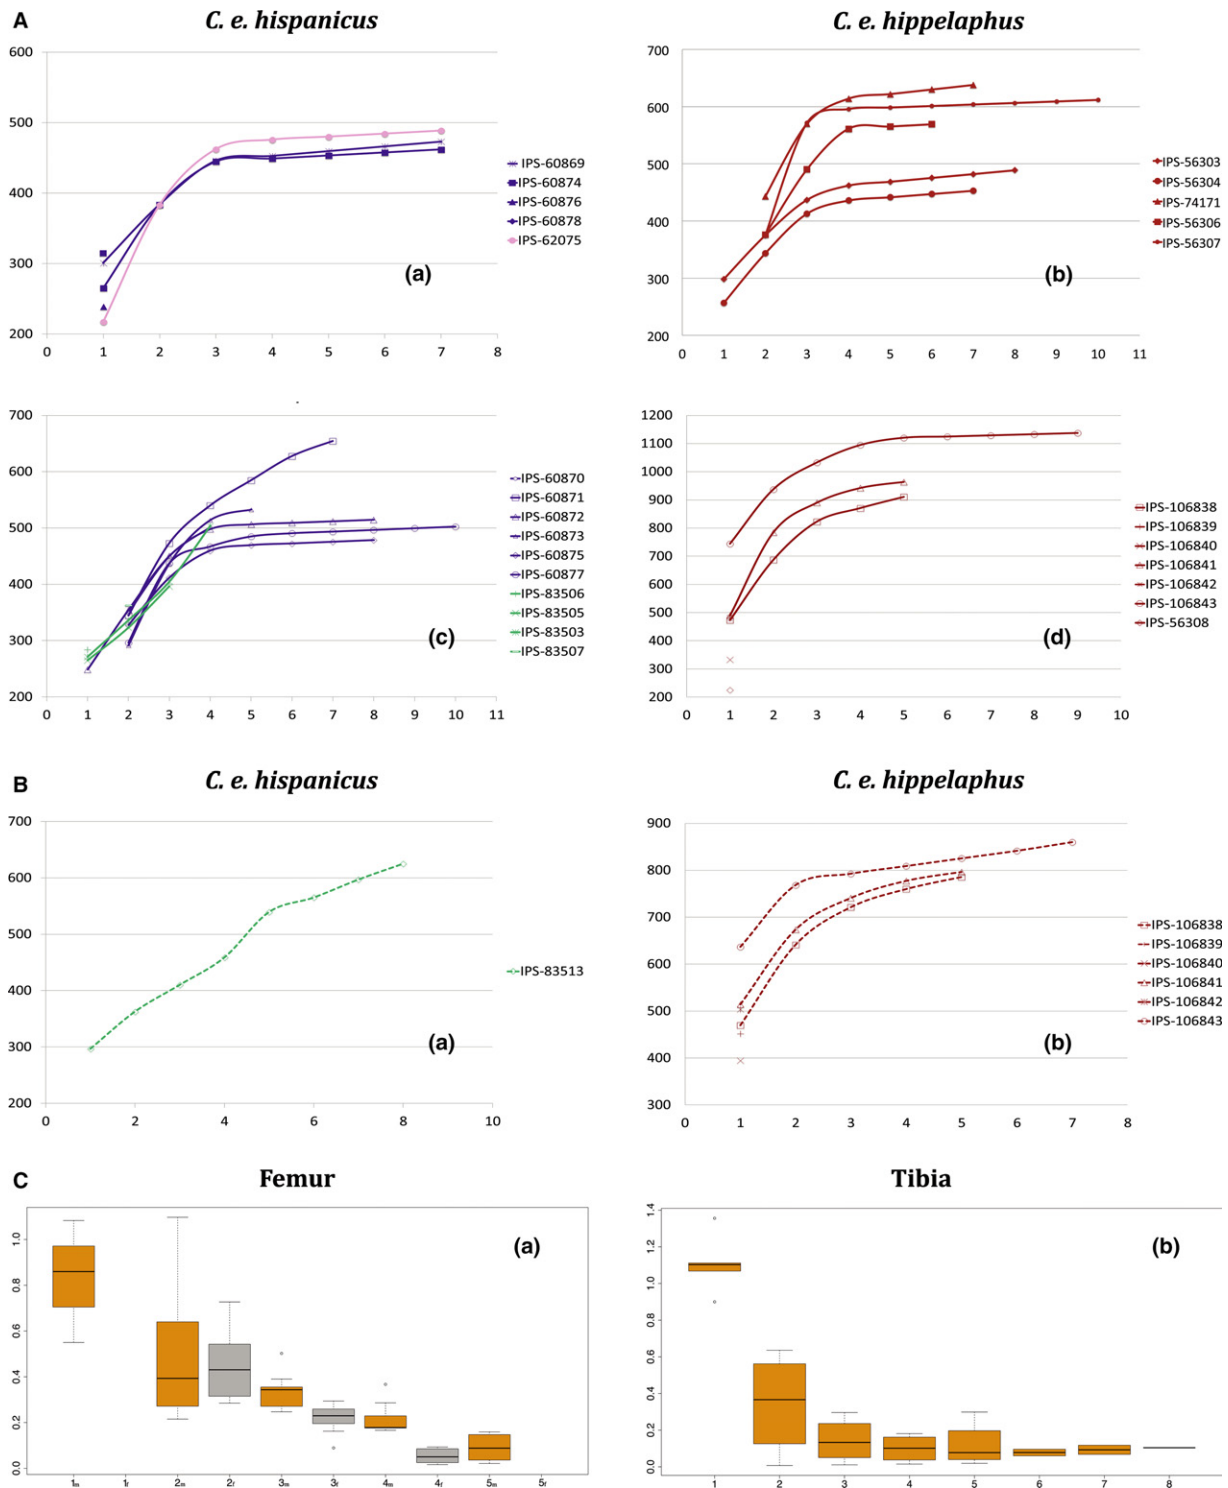 A
C. e. hispanicus
C. e. hippelaphus
600
500
400
300
200
0 1 2 3 4 5 6 7 8
IPS-60869
IPS-60874
IPS-60876
IPS-60878
IPS-62075
(a)
700
600
500
400
300
200
0 1 2 3 4 5 6 7 8 9 10 11
IPS-56303
IPS-56304
IPS-74171
IPS-56306
IPS-56307
(b)
700
600
500
400
300
200
0 1 2 3 4 5 6 7 8 9 10 11
IPS-60870
IPS-60871
IPS-60872
IPS-60873
IPS-60875
IPS-60877
IPS-83506
IPS-83505
IPS-83503
IPS-83507
(c)
1200
1100
1000
900
800
700
600
500
400
300
200
0 1 2 3 4 5 6 7 8 9 10
IPS-106838
IPS-106839
IPS-106840
IPS-106841
IPS-106842
IPS-106843
IPS-56308
(d)
B
C. e. hispanicus
C. e. hippelaphus
700
600
500
400
300
200
0 2 4 6 8 10
IPS-83513
(a)
900
800
700
600
500
400
300
0 1 2 3 4 5 6 7 8
IPS-106838
IPS-106839
IPS-106840
IPS-106841
IPS-106842
IPS-106843
(b)
C
Femur
Tibia
(a)
1.0
0.8
0.6
0.4
0.2
0.0
1m 1f 2m 2f 3m 3f 4m 4f 5m 5f
(b)
1.4
1.2
1.0
0.8
0.6
0.4
0.2
0.0
1 2 3 4 5 6 7 8